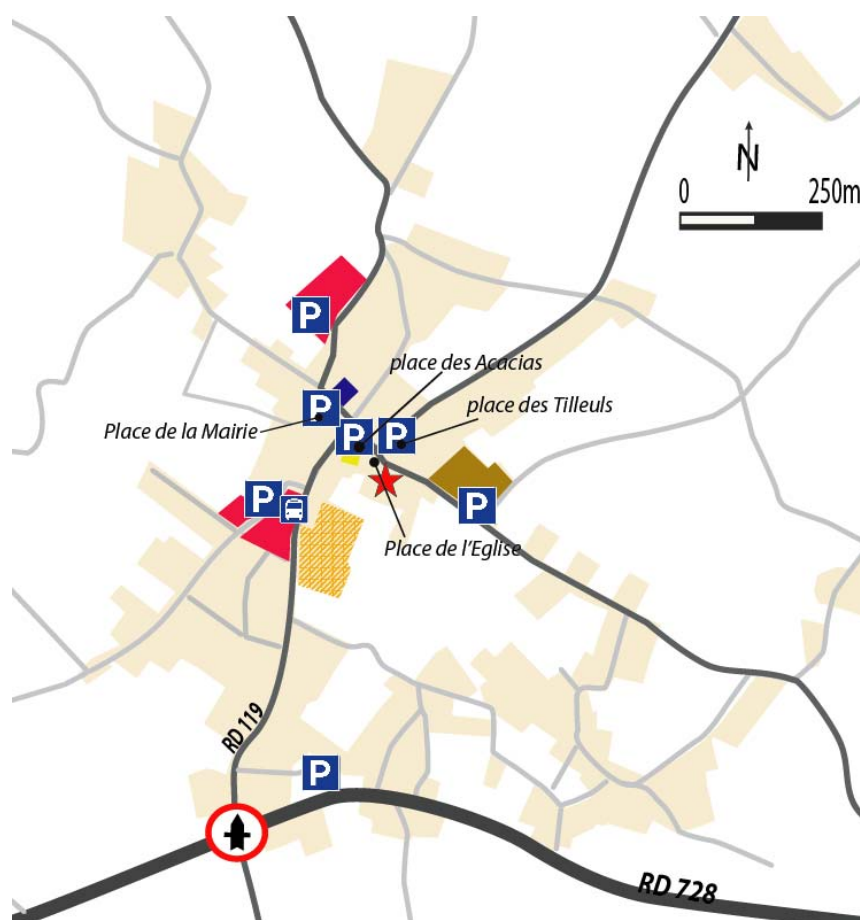 N
0 250m
P
place des Acacias
P
place des Tilleuls
Place de la Mairie
P P
P
P
Place de l'Eglise
RD 119
P
RD 728